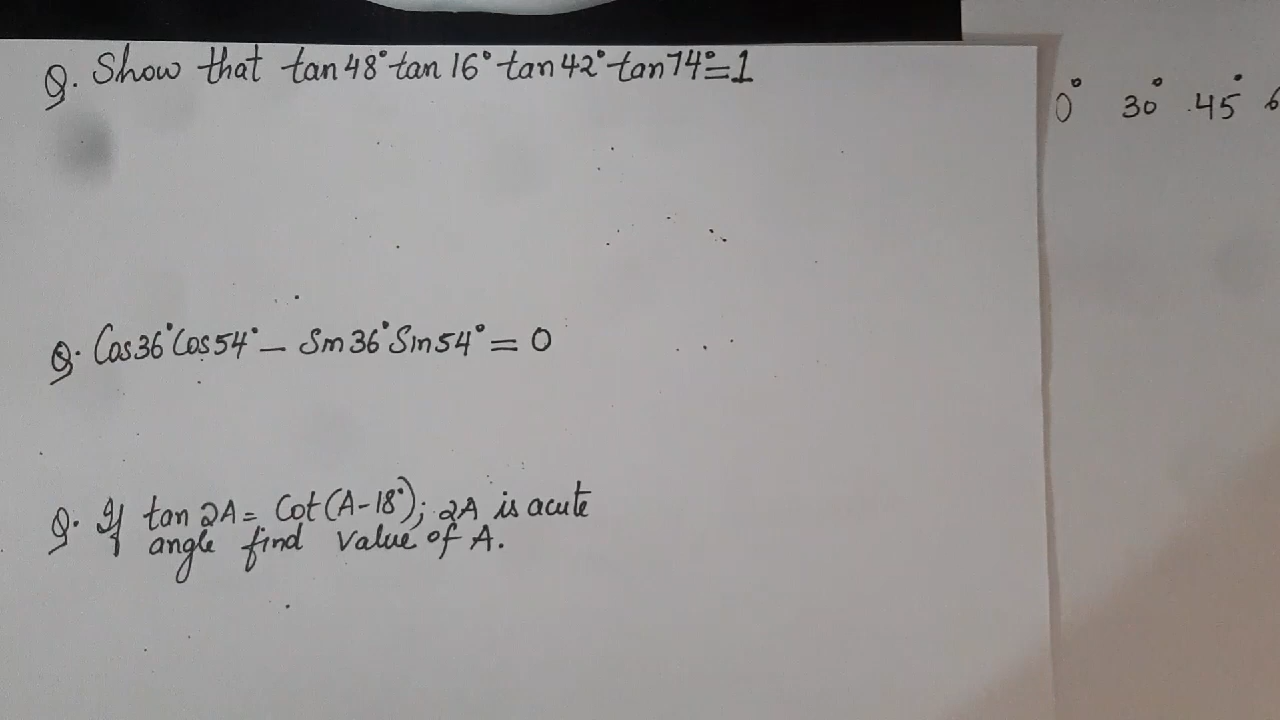 Q. Show that tan 48° tan 16° tan 42° tan 74° = 1
0° 30° 45° 6
Q. Cos 36° Cos 54° - Sin 36° Sin 54° = 0
Q. If tan 2A = Cot (A - 18°); 2A is acute
angle find value of A.